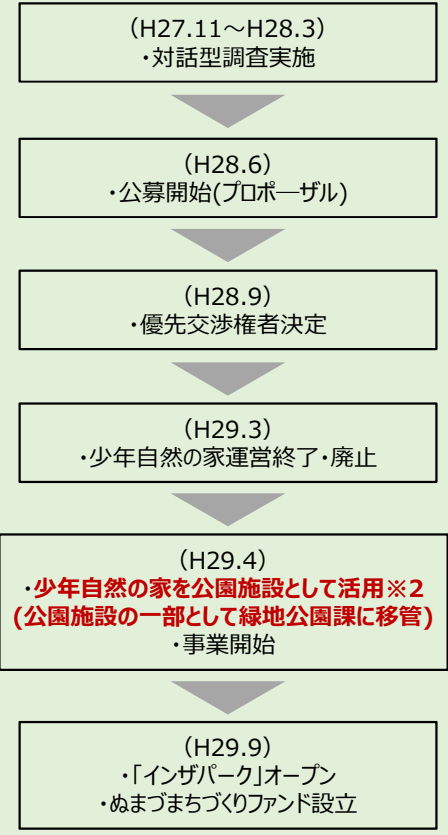 （H27.11～H28.3）
・対話型調査実施
（H28.6）
・公募開始(プロポ―ザル)
（H28.9）
・優先交渉権者決定
（H29.3）
・少年自然の家運営終了・廃止
（H29.4）
・少年自然の家を公園施設として活用※2
(公園施設の一部として緑地公園課に移管)
・事業開始
（H29.9）
・「インザパーク」オープン
・ぬまづまちづくりファンド設立